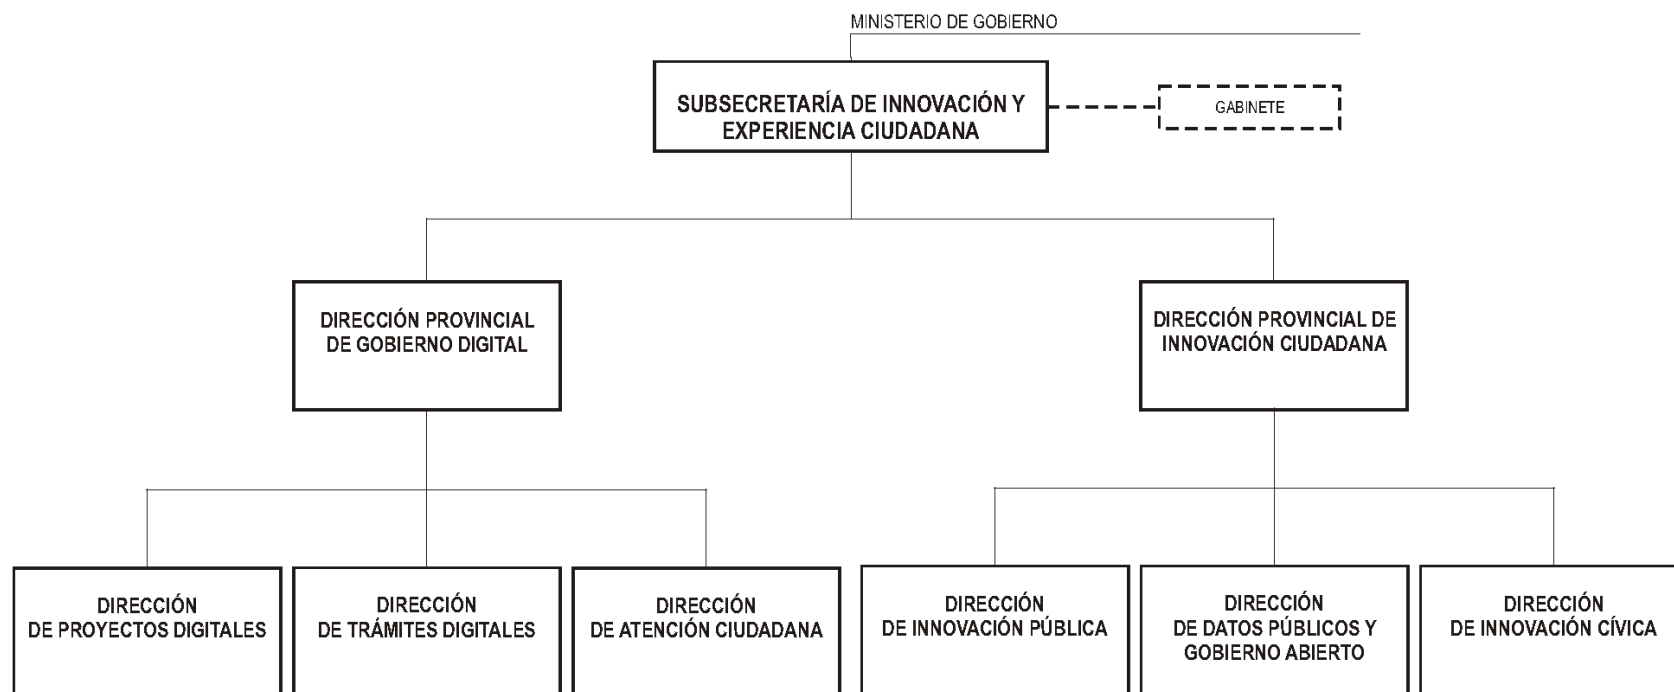 MINISTERIO DE GOBIERNO
SUBSECRETARÍA DE INNOVACIÓN Y
EXPERIENCIA CIUDADANA
GABINETE
DIRECCIÓN PROVINCIAL
DE GOBIERNO DIGITAL
DIRECCIÓN PROVINCIAL DE
INNOVACIÓN CIUDADANA
DIRECCIÓN
DE PROYECTOS DIGITALES
DIRECCIÓN
DE TRÁMITES DIGITALES
DIRECCIÓN
DE ATENCIÓN CIUDADANA
DIRECCIÓN
DE INNOVACIÓN PÚBLICA
DIRECCIÓN
DE DATOS PÚBLICOS Y
GOBIERNO ABIERTO
DIRECCIÓN
DE INNOVACIÓN CÍVICA